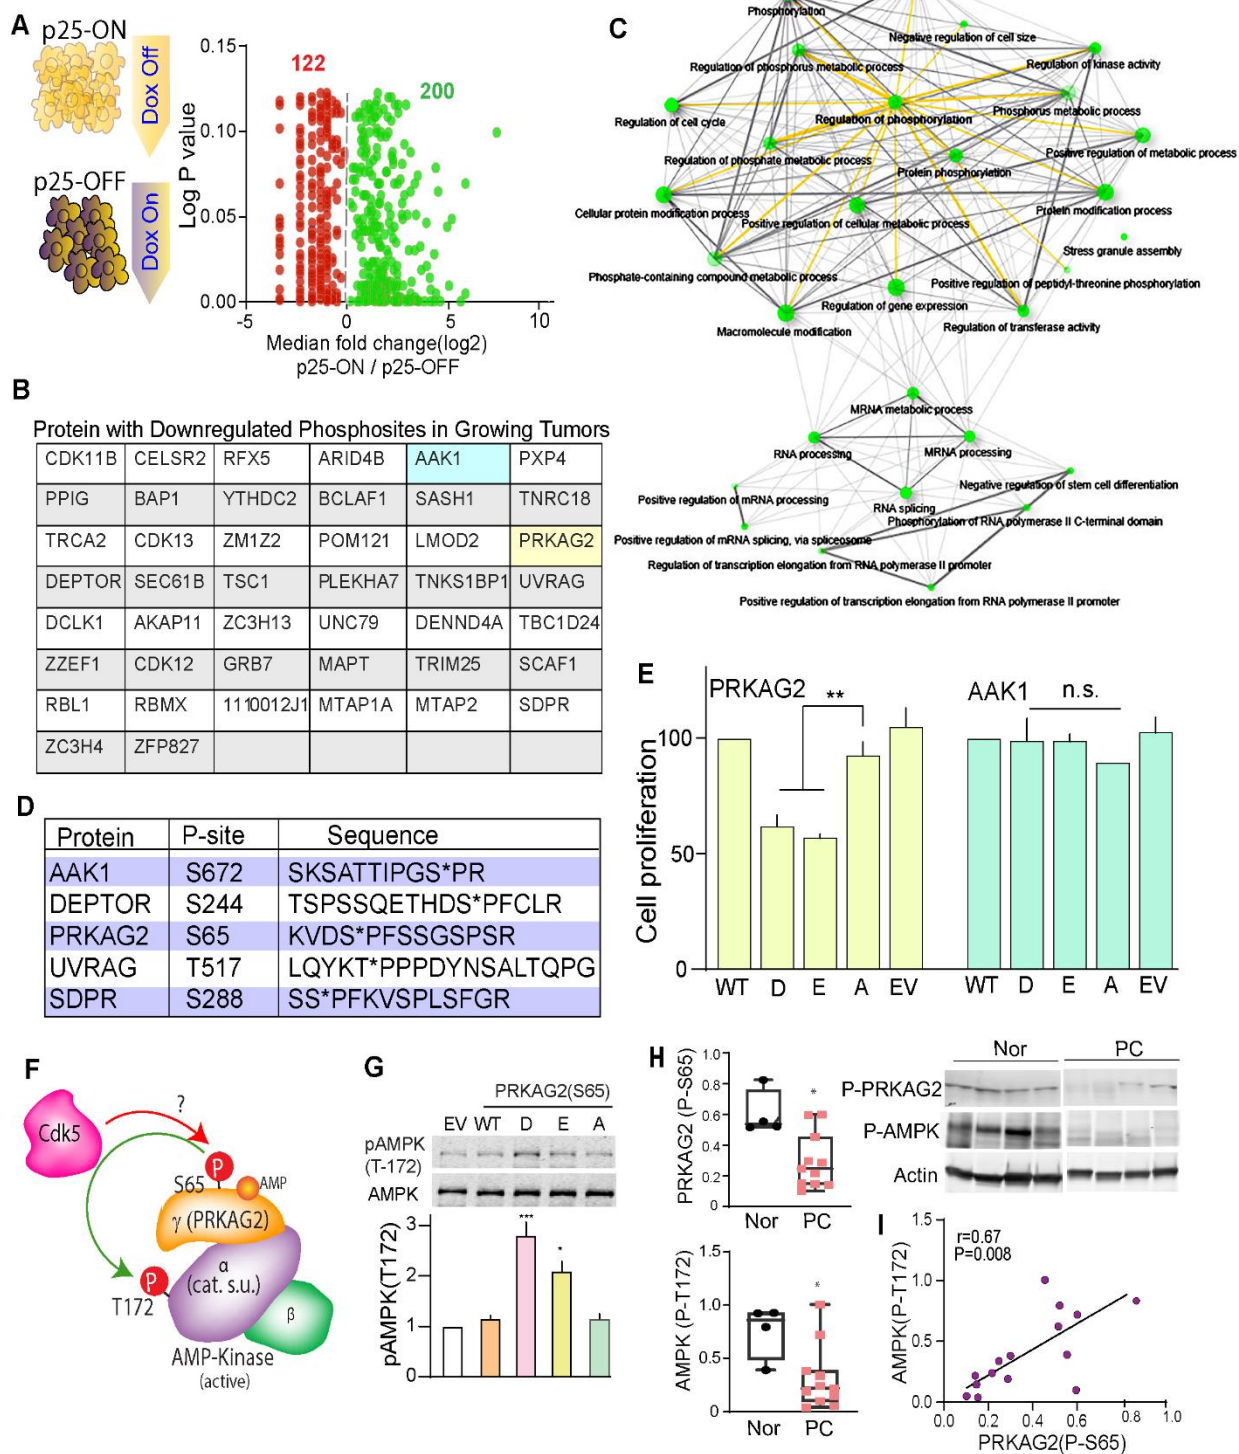 A
p25-ON
Dox Off
p25-OFF
Dox On
Log P value
0.15
0.10
0.05
0.00
122
200
-5
0
5
10
Median fold change(log2)
p25-ON / p25-OFF
B
Protein with Downregulated Phosphosites in Growing Tumors
CDK11B CELSR2 RFX5 ARID4B AAK1 PXP4
PPIG BAP1 YTHDC2 BCLAF1 SASH1 TNRC18
TRCA2 CDK13 ZM1Z2 POM121 LMOD2 PRKAG2
DEPTOR SEC61B TSC1 PLEKHA7 TNKS1BP1 UVRAG
DCLK1 AKAP11 ZC3H13 UNC79 DENND4A TBC1D24
ZZEF1 CDK12 GRB7 MAPT TRIM25 SCAF1
RBL1 RBMX 1110012J1 MTAP1A MTAP2 SDPR
ZC3H4 ZFP827
C
Phosphorylation
Negative regulation of cell size
Regulation of phosphorus metabolic process
Regulation of kinase activity
Phosphorus metabolic process
Regulation of cell cycle
Regulation of phosphorylation
Positive regulation of metabolic process
Regulation of phosphate metabolic process
Protein phosphorylation
Cellular protein modification process
Protein modification process
Positive regulation of cellular metabolic process
Stress granule assembly
Phosphate-containing compound metabolic process
Positive regulation of peptidyl-threonine phosphorylation
Regulation of gene expression
Macromolecule modification
Regulation of transferase activity
MRNA metabolic process
RNA processing
MRNA processing
Negative regulation of stem cell differentiation
Positive regulation of mRNA processing
RNA splicing
Phosphorylation of RNA polymerase II C-terminal domain
Positive regulation of mRNA splicing, via spliceosome
Regulation of transcription elongation from RNA polymerase II promoter
Positive regulation of transcription elongation from RNA polymerase II promoter
D
Protein P-site Sequence
AAK1 S672 SKSATTIPGS*PR
DEPTOR S244 TSPSSQETHDS*PFCLR
PRKAG2 S65 KVDS*PFSSGSPSR
UVRAG T517 LQYKT*PPPDYNSALTQPG
SDPR S288 SS*PFKVSPLSFGR
E
PRKAG2
**
AAK1
n.s.
Cell proliferation
100
50
0
WT D E A EV
WT D E A EV
F
Cdk5
?
P
S65
AMP
γ (PRKAG2)
α
(cat. s.u.)
P
T172
β
AMP-Kinase
(active)
G
PRKAG2(S65)
EV WT D E A
pAMPK
(T-172)
AMPK
pAMPK(T172)
3
2
1
***
*
H
PRKAG2 (P-S65)
1.0
0.8
0.6
0.4
0.2
0
*
Nor PC
AMPK (P-T172)
1.5
1.0
0.5
0
*
Nor PC
Nor PC
P-PRKAG2
P-AMPK
Actin
I
AMPK(P-T172)
1.5
1.0
0.5
0.0
r=0.67
P=0.008
0.0 0.2 0.4 0.6 0.8 1.0
PRKAG2(P-S65)